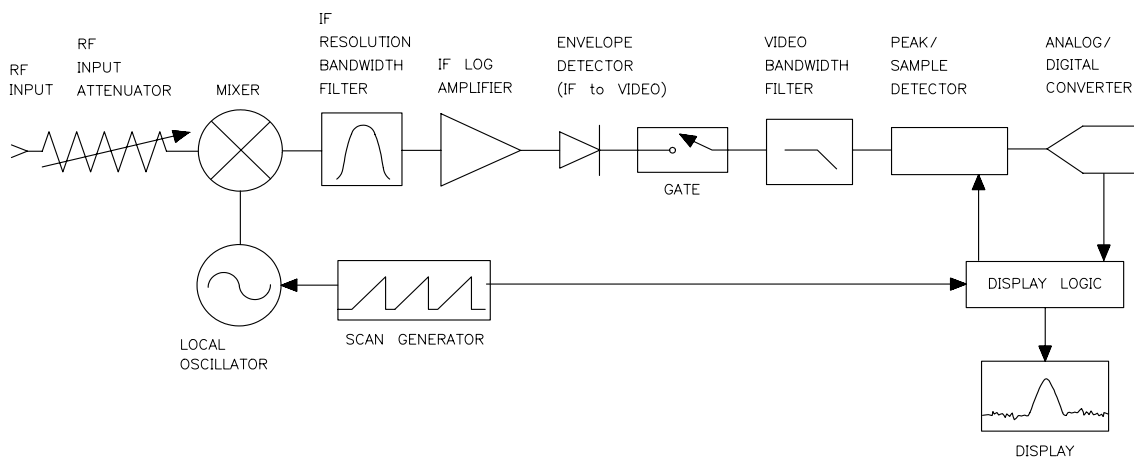 RF
INPUT
RF
INPUT
ATTENUATOR
MIXER
IF
RESOLUTION
BANDWIDTH
FILTER
IF LOG
AMPLIFIER
ENVELOPE
DETECTOR
(IF to VIDEO)
GATE
VIDEO
BANDWIDTH
FILTER
PEAK/
SAMPLE
DETECTOR
ANALOG/
DIGITAL
CONVERTER
LOCAL
OSCILLATOR
SCAN GENERATOR
DISPLAY LOGIC
DISPLAY